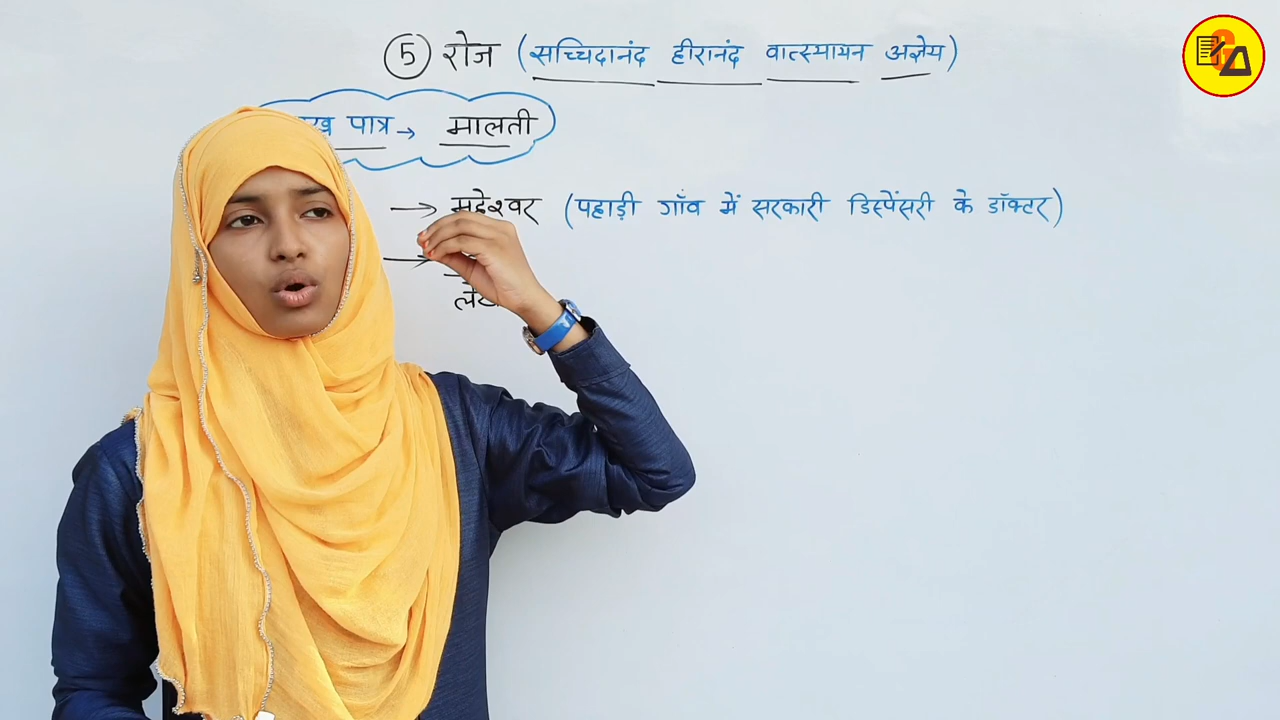 5 रोज (सच्चिदानंद हीरानंद वात्स्यायन अज्ञेय)
पात्र → मालती
→ महेश्वर (पहाड़ी गाँव में सरकारी डिस्पेंसरी के डॉक्टर)
→